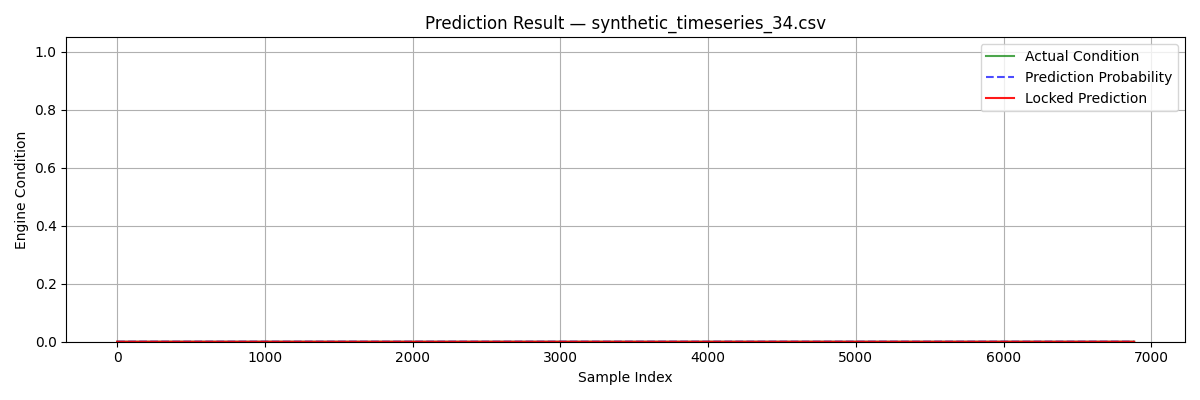 Prediction Result — synthetic_timeseries_34.csv
Engine Condition
1.0
0.8
0.6
0.4
0.2
0.0
Actual Condition
Prediction Probability
Locked Prediction
0 1000 2000 3000 4000 5000 6000 7000
Sample Index